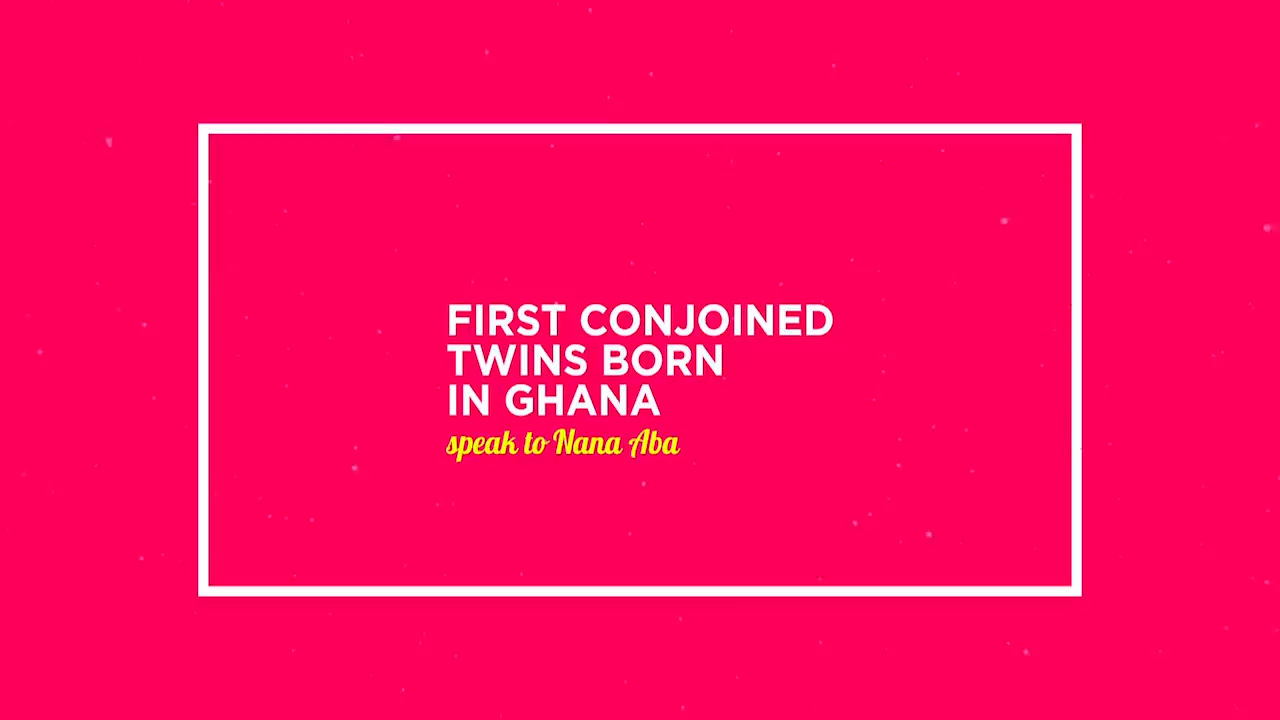 FIRST CONJOINED
TWINS BORN
IN GHANA
speak to Nana Aba